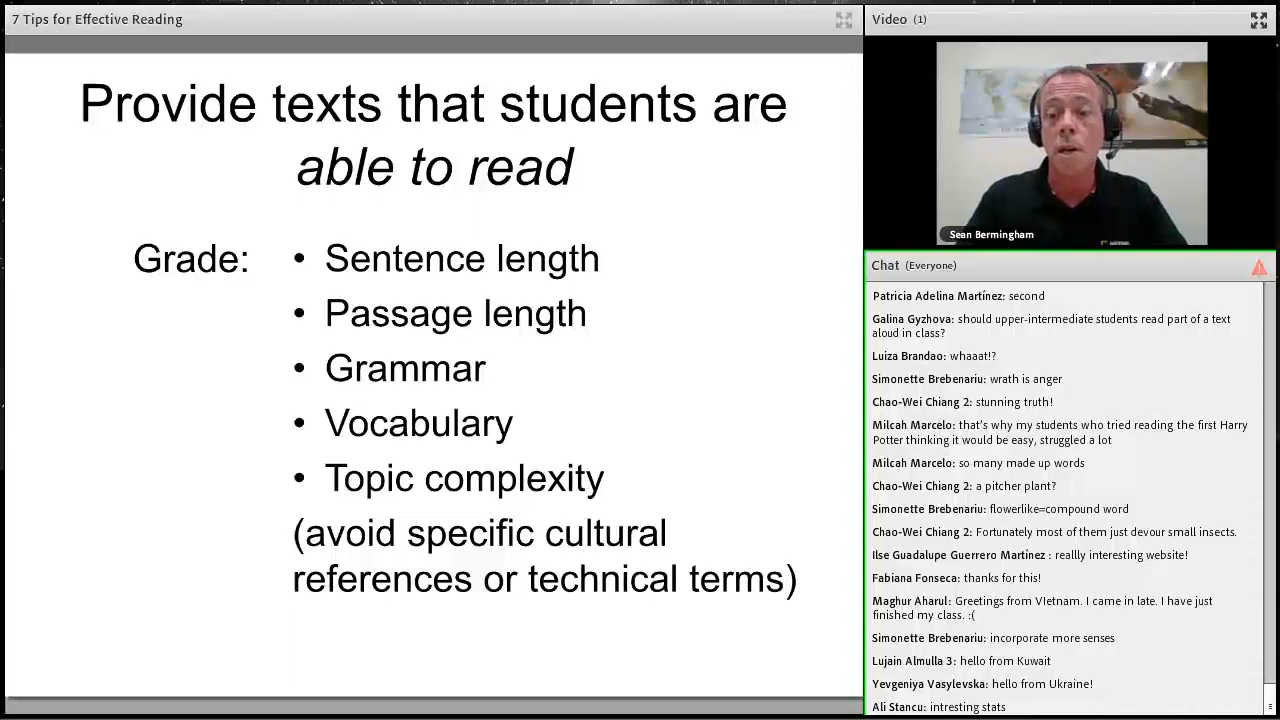 7 Tips for Effective Reading
Provide texts that students are
able to read
Grade:
• Sentence length
• Passage length
• Grammar
• Vocabulary
• Topic complexity
(avoid specific cultural
references or technical terms)
Video (1)
Sean Bermingham
Chat (Everyone)
Patricia Adelina Martínez: second
Galina Gyzhova: should upper-intermediate students read part of a text
aloud in class?
Luiza Brandao: whaaat!?
Simonette Brebenariu: wrath is anger
Chao-Wei Chiang 2: stunning truth!
Milcah Marcelo: that's why my students who tried reading the first Harry
Potter thinking it would be easy, struggled a lot
Milcah Marcelo: so many made up words
Chao-Wei Chiang 2: a pitcher plant?
Simonette Brebenariu: flowerlike=compound word
Chao-Wei Chiang 2: Fortunately most of them just devour small insects.
Ilse Guadalupe Guerrero Martínez : reallly interesting website!
Fabiana Fonseca: thanks for this!
Maghur Aharul: Greetings from VIetnam. I came in late. I have just
finished my class. :(
Simonette Brebenariu: incorporate more senses
Lujain Almulla 3: hello from Kuwait
Yevgeniya Vasylevska: hello from Ukraine!
Ali Stancu: intresting stats